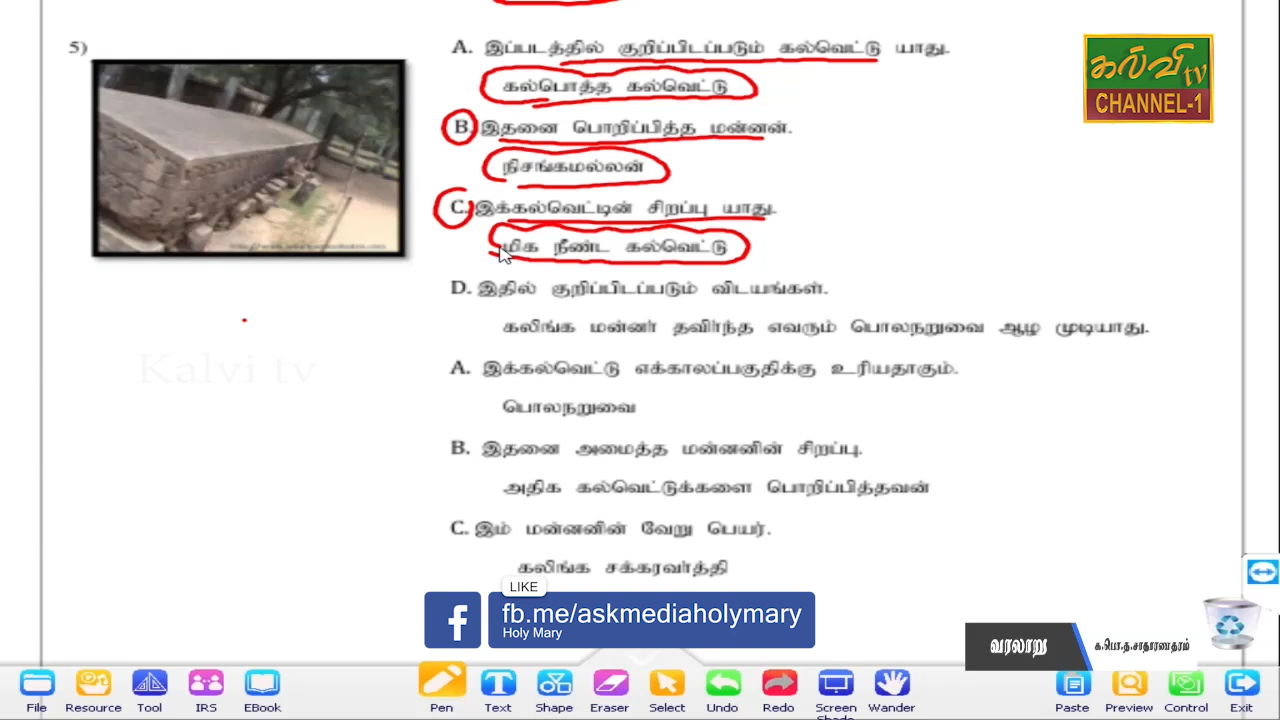 5)
A. இப்படத்தில் குறிப்பிடப்படும் கல்வெட்டு யாது.
கல்பொத்த கல்வெட்டு
B. இதனை பொறிப்பித்த மன்னன்.
நிசங்கமல்லன்
C. இக்கல்வெட்டின் சிறப்பு யாது.
மிக நீண்ட கல்வெட்டு
D. இதில் குறிப்பிடப்படும் விடயங்கள்.
கலிங்க மன்னர் தவிர்ந்த எவரும் பொலநறுவை ஆழ முடியாது.
A. இக்கல்வெட்டு எக்காலப்பகுதிக்கு உரியதாகும்.
பொலநறுவை
B. இதனை அமைத்த மன்னனின் சிறப்பு.
அதிக கல்வெட்டுக்களை பொறிப்பித்தவன்
C. இம் மன்னனின் வேறு பெயர்.
கலிங்க சக்கரவர்த்தி
கல்வி tv
CHANNEL-1
Kalvi tv
LIKE
f
fb.me/askmediaholymary
Holy Mary
வரலாறு
க.பொ.த.சாதாரணதரம்
File Resource Tool IRS EBook Pen Text Shape Eraser Select Undo Redo Screen Shade Wander Paste Preview Control Exit